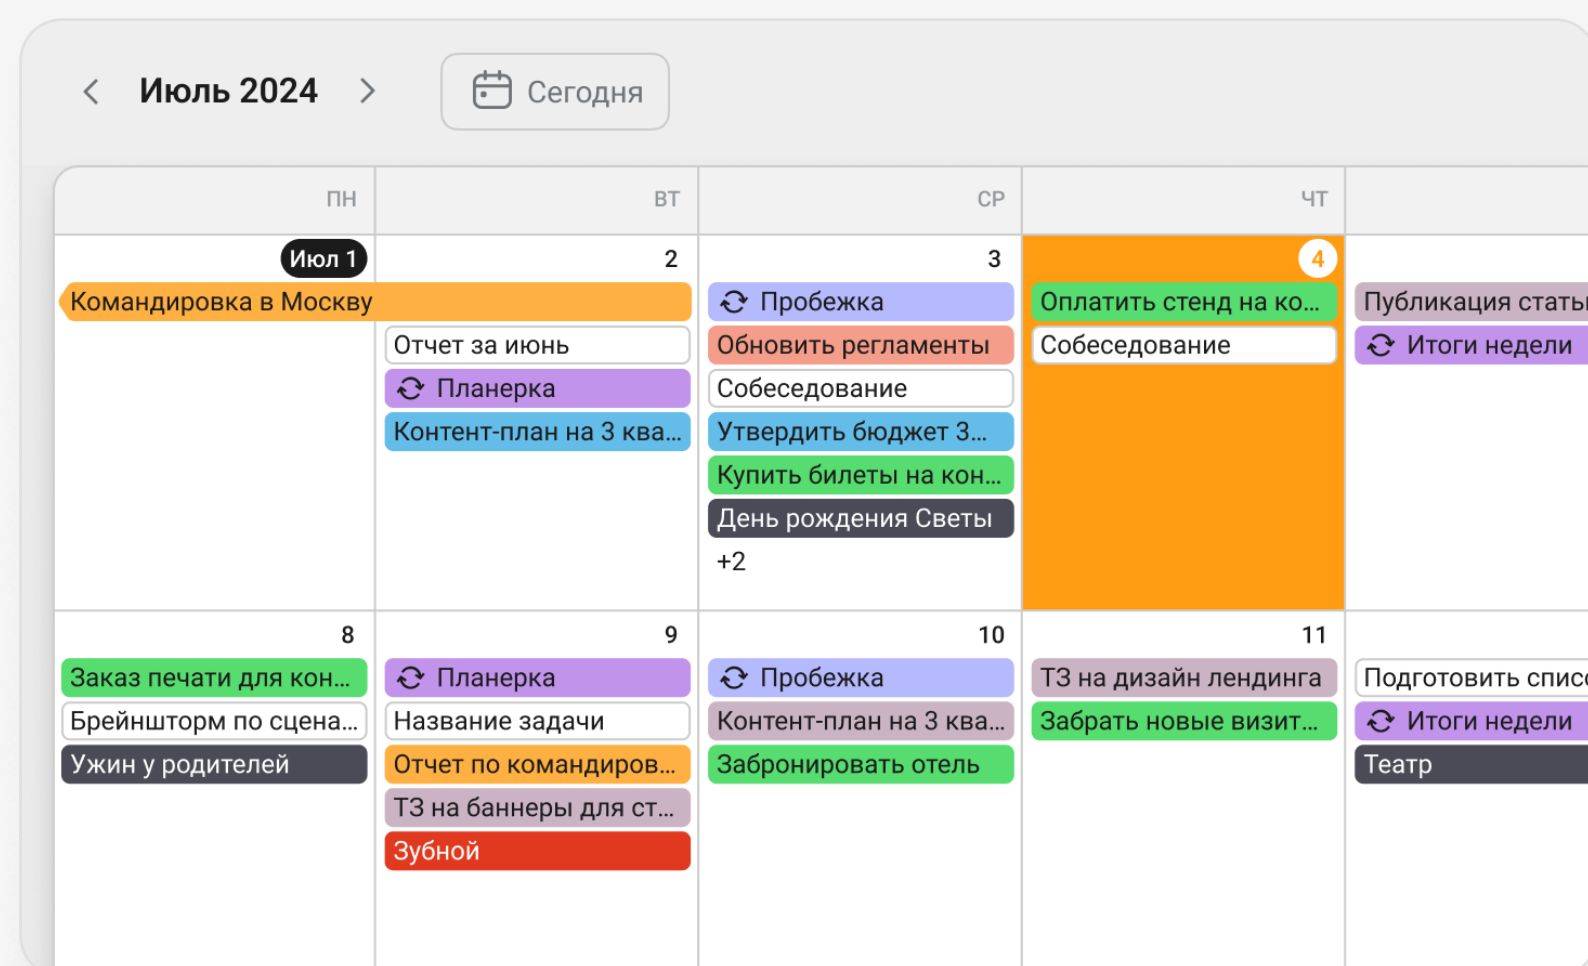 Июль 2024
Сегодня
ПН ВТ СР ЧТ
Июл 1 2 3 4
Командировка в Москву
Отчет за июнь
Планерка
Контент-план на 3 ква...
Пробежка
Обновить регламенты
Собеседование
Утвердить бюджет 3...
Купить билеты на кон...
День рождения Светы
+2
Оплатить стенд на ко...
Собеседование
Публикация стать
Итоги недели
8 9 10 11
Заказ печати для кон...
Брейншторм по сцена...
Ужин у родителей
Планерка
Название задачи
Отчет по командиров...
ТЗ на баннеры для ст...
Зубной
Пробежка
Контент-план на 3 ква...
Забронировать отель
ТЗ на дизайн лендинга
Забрать новые визит...
Подготовить спис
Итоги недели
Театр